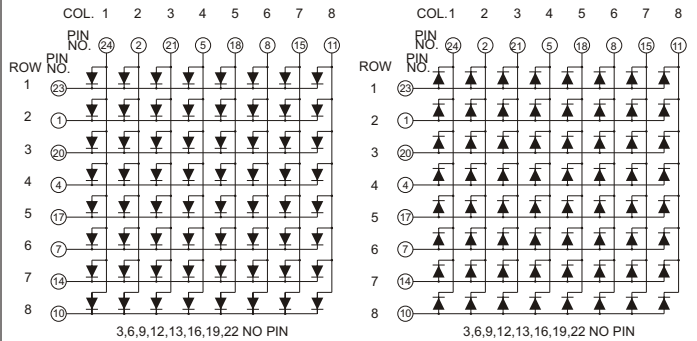 COL. 1 2 3 4 5 6 7 8
PIN NO. 24 2 21 5 18 8 15 11
ROW PIN NO.
1 23
2 1
3 20
4 4
5 17
6 7
7 14
8 10
3,6,9,12,13,16,19,22 NO PIN
COL.1 2 3 4 5 6 7 8
PIN NO. 24 2 21 5 18 8 15 11
ROW PIN NO.
1 23
2 1
3 20
4 4
5 17
6 7
7 14
8 10
3,6,9,12,13,16,19,22 NO PIN